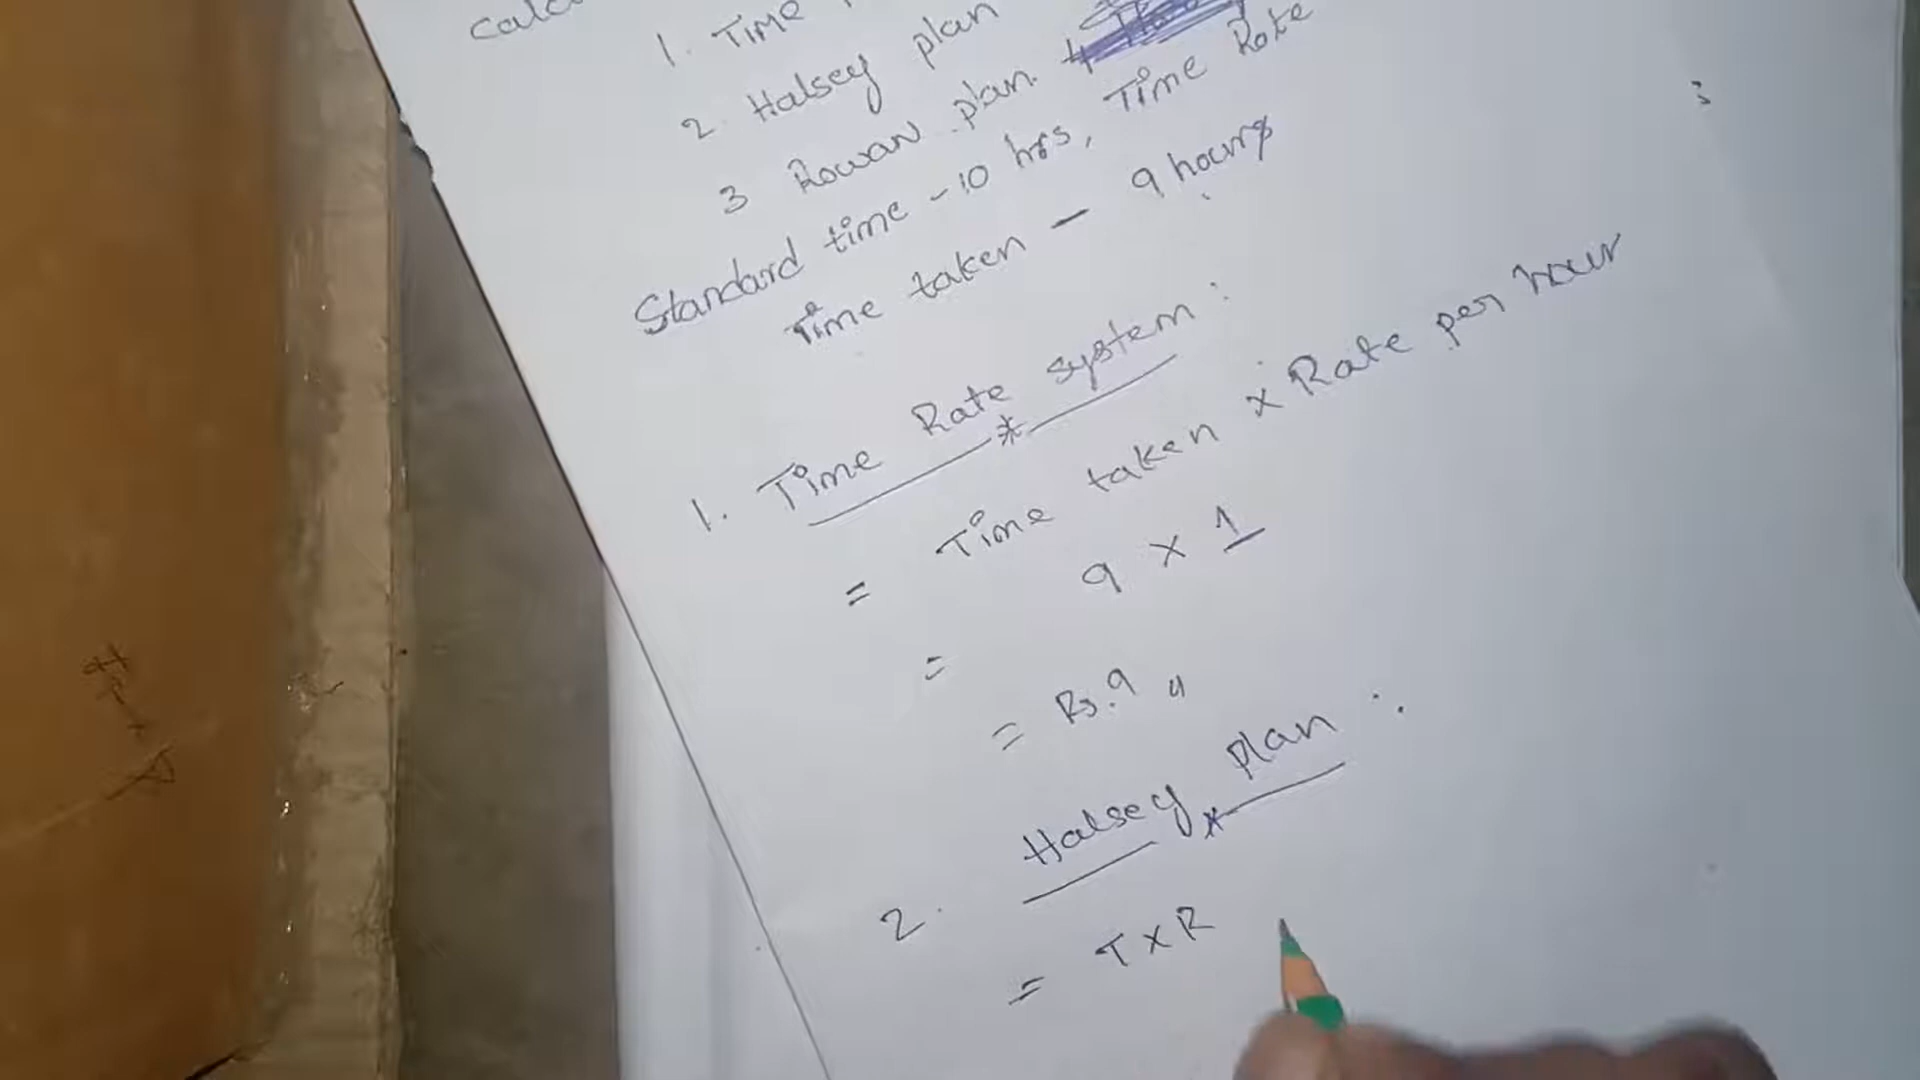 1. Time
2 Halsey plan
3 Rowan plan.
Standard time - 10 hrs, Time Rate
Time taken - 9 hours
1. Time Rate system:
= Time taken x Rate per hour
= 9 x 1
= Rs. 9
2. Halsey plan :
= T x R